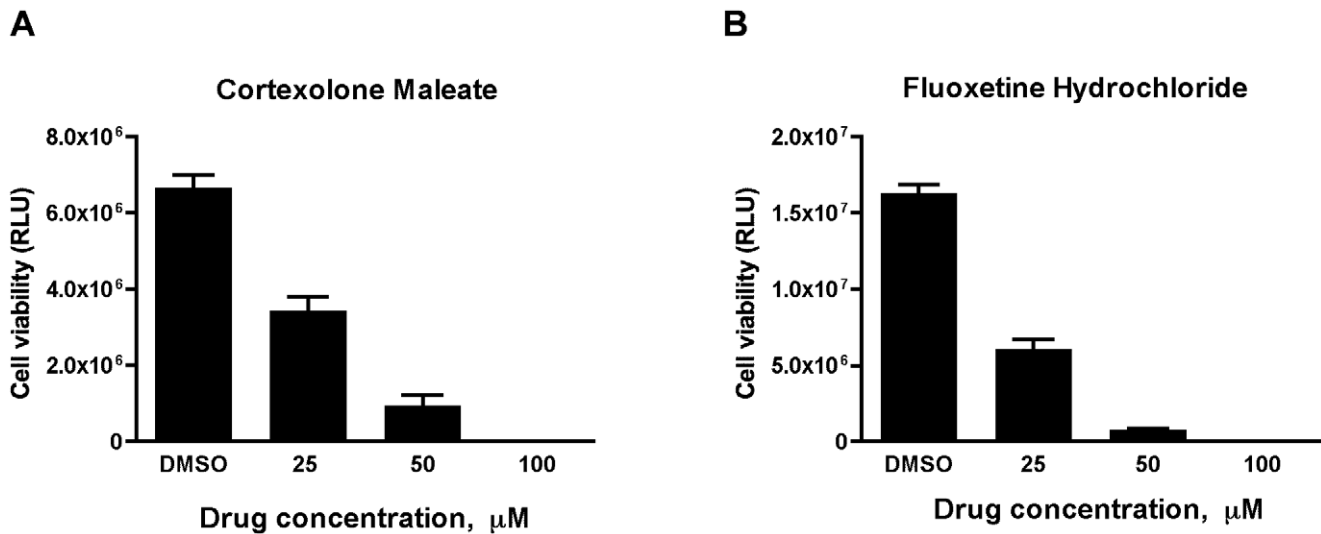 A
Cortexolone Maleate
Cell viability (RLU)
8.0x10⁶
6.0x10⁶
4.0x10⁶
2.0x10⁶
0
DMSO 25 50 100
Drug concentration, μM
B
Fluoxetine Hydrochloride
Cell viability (RLU)
2.0x10⁷
1.5x10⁷
1.0x10⁷
5.0x10⁶
0
DMSO 25 50 100
Drug concentration, μM